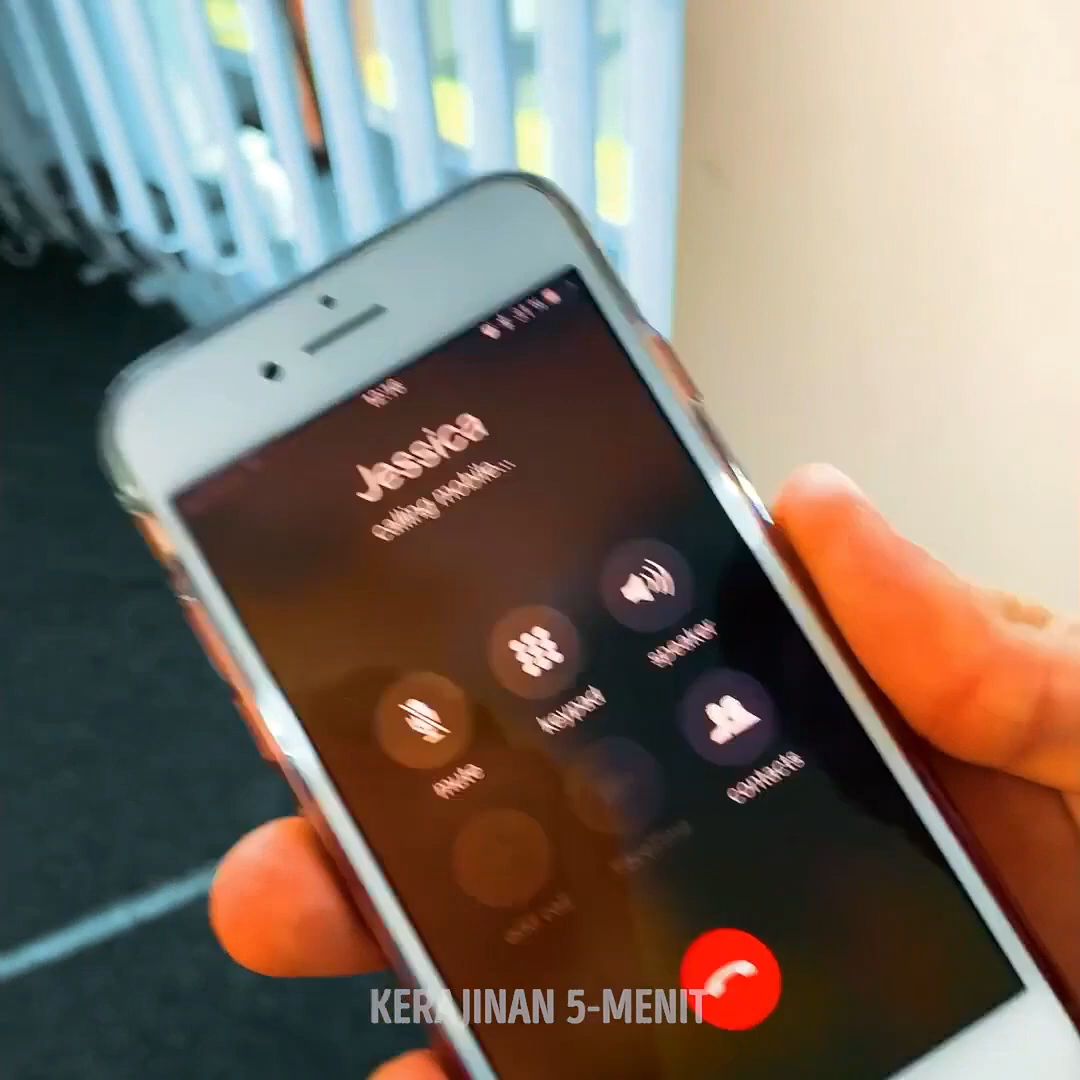 Jessica
calling mobile...
speaker
keypad
mute
contacts
KERAJINAN 5-MENIT